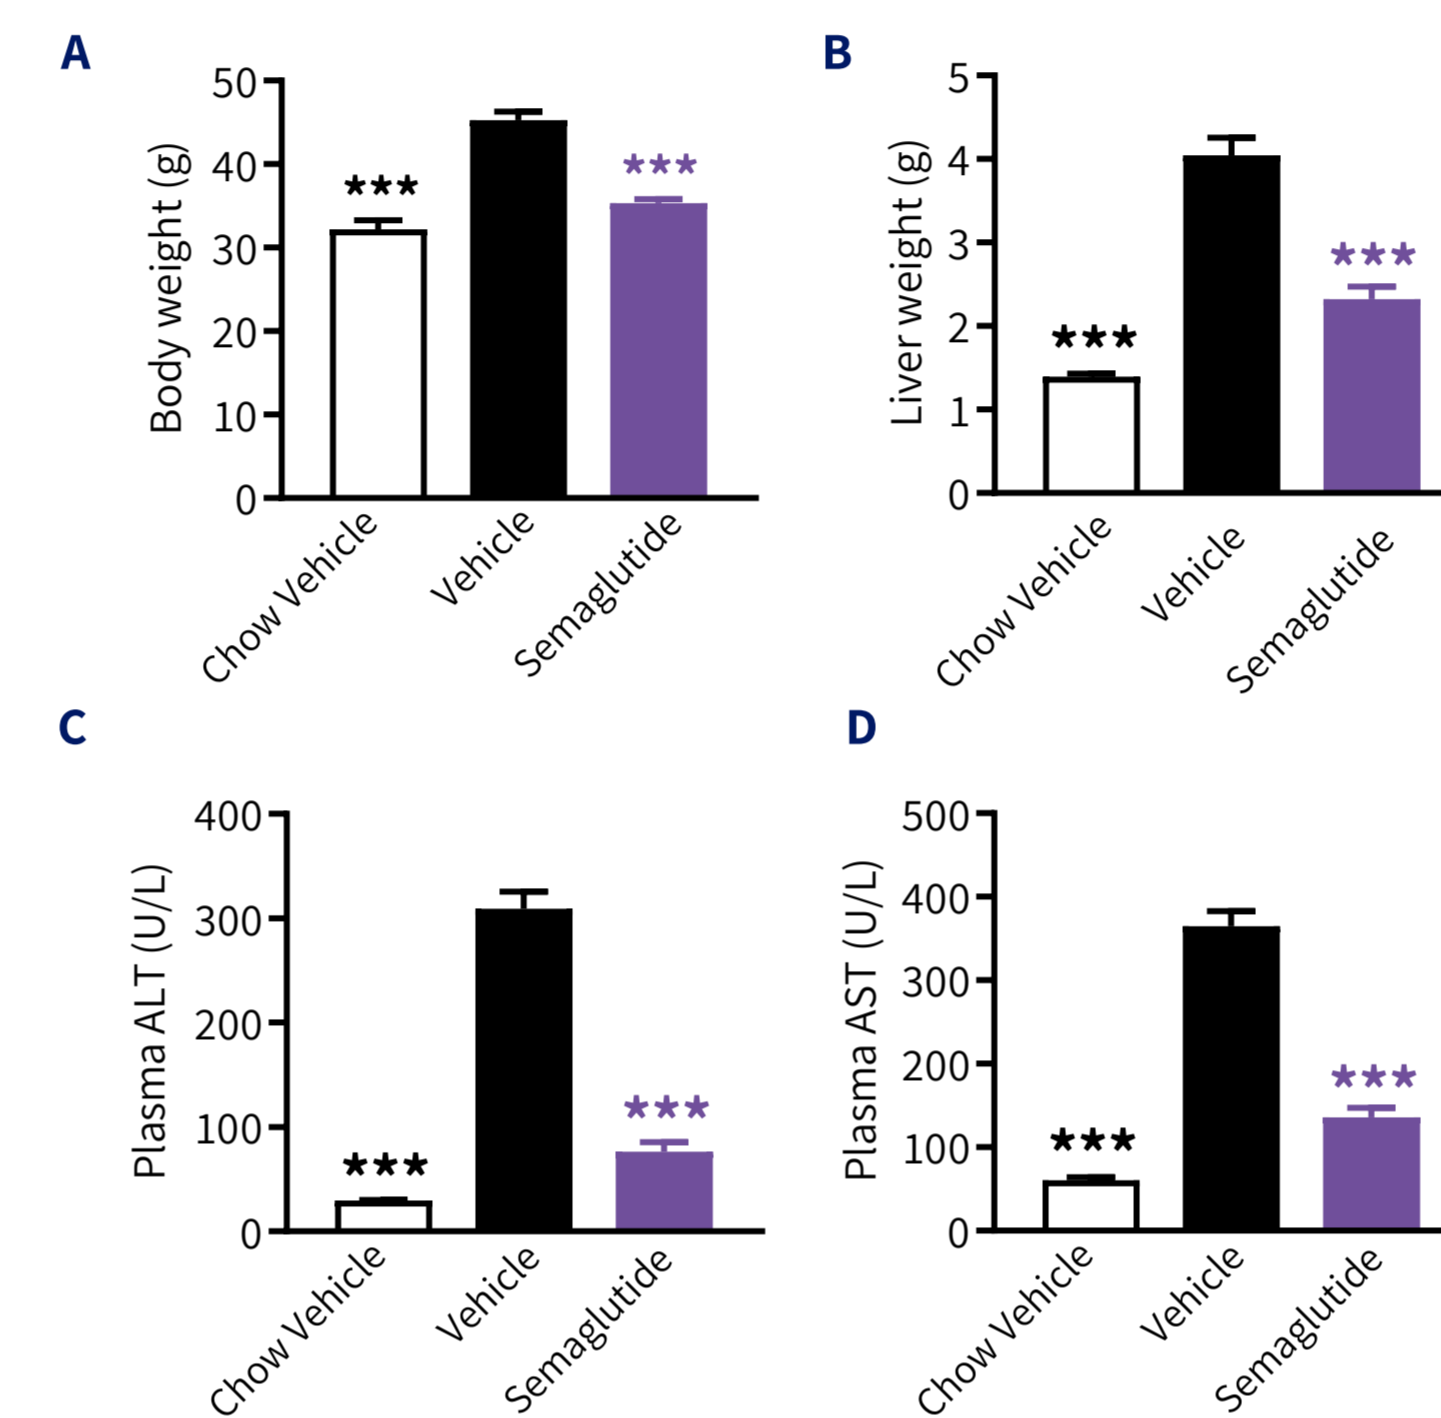 A
Body weight (g)
50
40
30
20
10
0
***
***
Chow Vehicle
Vehicle
Semaglutide
B
Liver weight (g)
5
4
3
2
1
0
***
***
Chow Vehicle
Vehicle
Semaglutide
C
Plasma ALT (U/L)
400
300
200
100
0
***
***
Chow Vehicle
Vehicle
Semaglutide
D
Plasma AST (U/L)
500
400
300
200
100
0
***
***
Chow Vehicle
Vehicle
Semaglutide